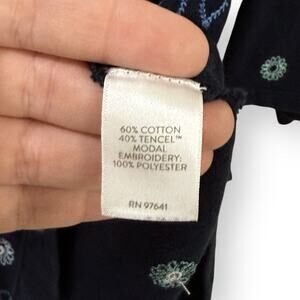 60% COTTON
40% TENCEL™
MODAL
EMBROIDERY:
100% POLYESTER
RN 97641